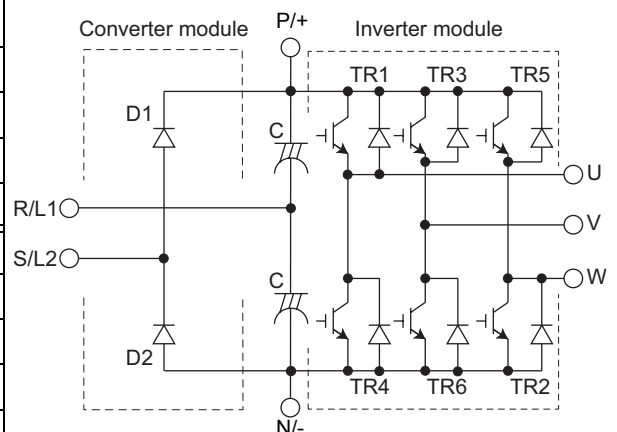 P/+
Converter module
Inverter module
TR1 TR3 TR5
D1
C
U
R/L1
V
S/L2
W
C
D2
TR4 TR6 TR2
N/-